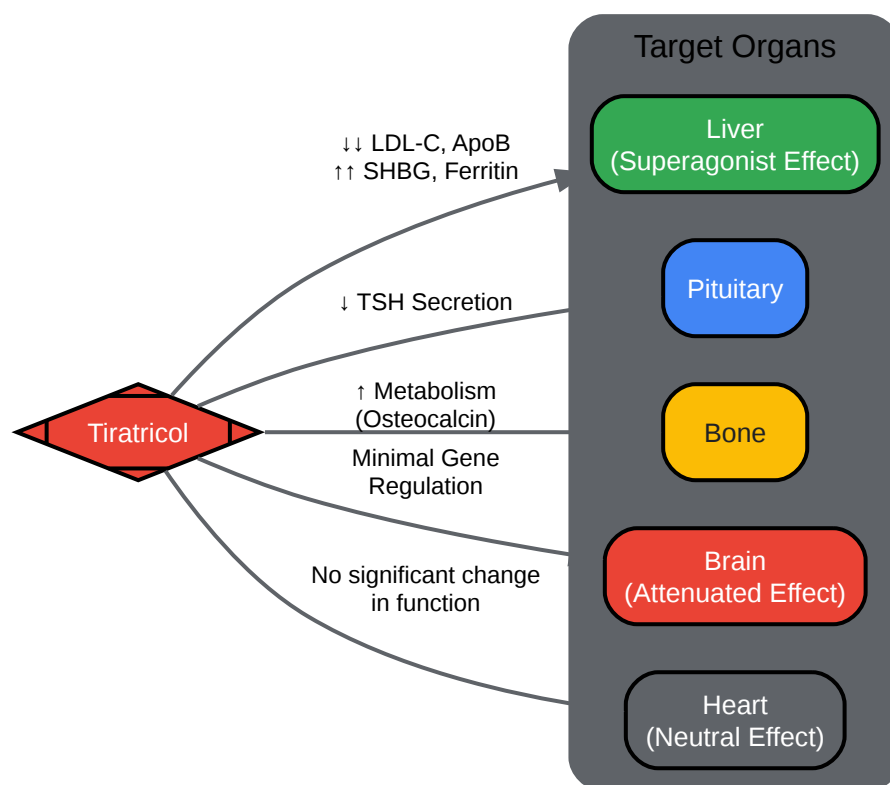 Target Organs
↓↓ LDL-C, ApoB
↑↑ SHBG, Ferritin
Liver
(Superagonist Effect)
↓ TSH Secretion
Pituitary
Tiratricol
↑ Metabolism
(Osteocalcin)
Bone
Minimal Gene
Regulation
Brain
(Attenuated Effect)
No significant change
in function
Heart
(Neutral Effect)